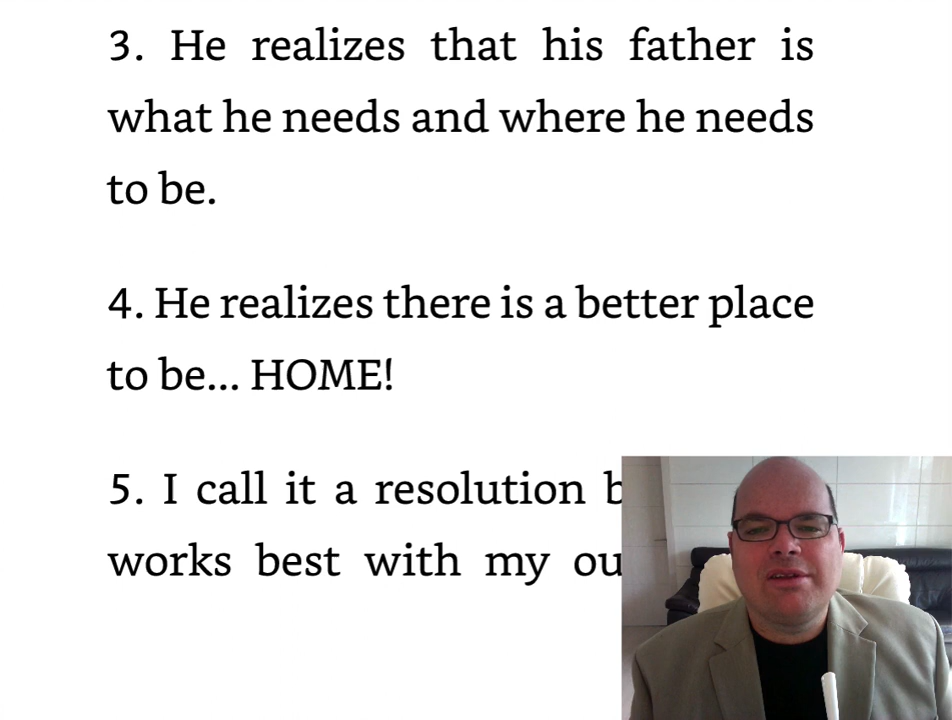 3. He realizes that his father is
what he needs and where he needs
to be.
4. He realizes there is a better place
to be... HOME!
5. I call it a resolution
works best with my